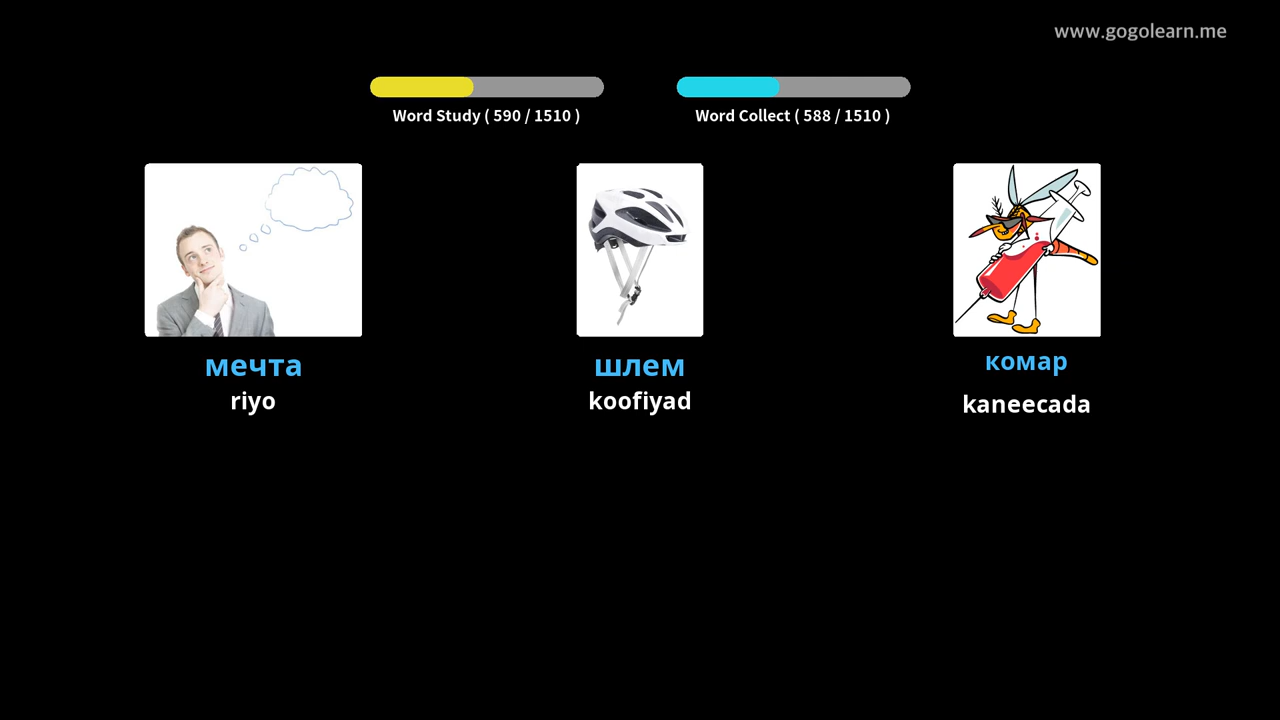 www.gogolearn.me
Word Study ( 590 / 1510 )
Word Collect ( 588 / 1510 )
мечта
riyo
шлем
koofiyad
комар
kaneecada